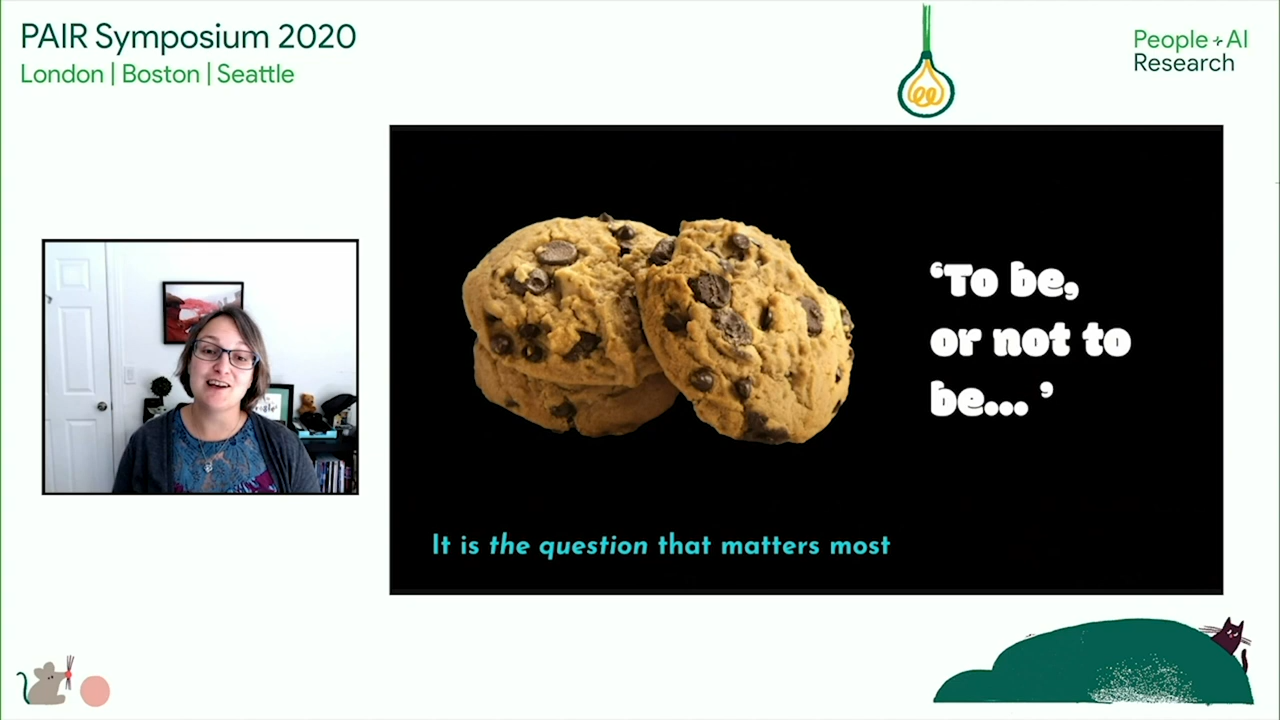 PAIR Symposium 2020
London | Boston | Seattle
People + AI
Research
‘To be,
or not to
be... ’
It is the question that matters most